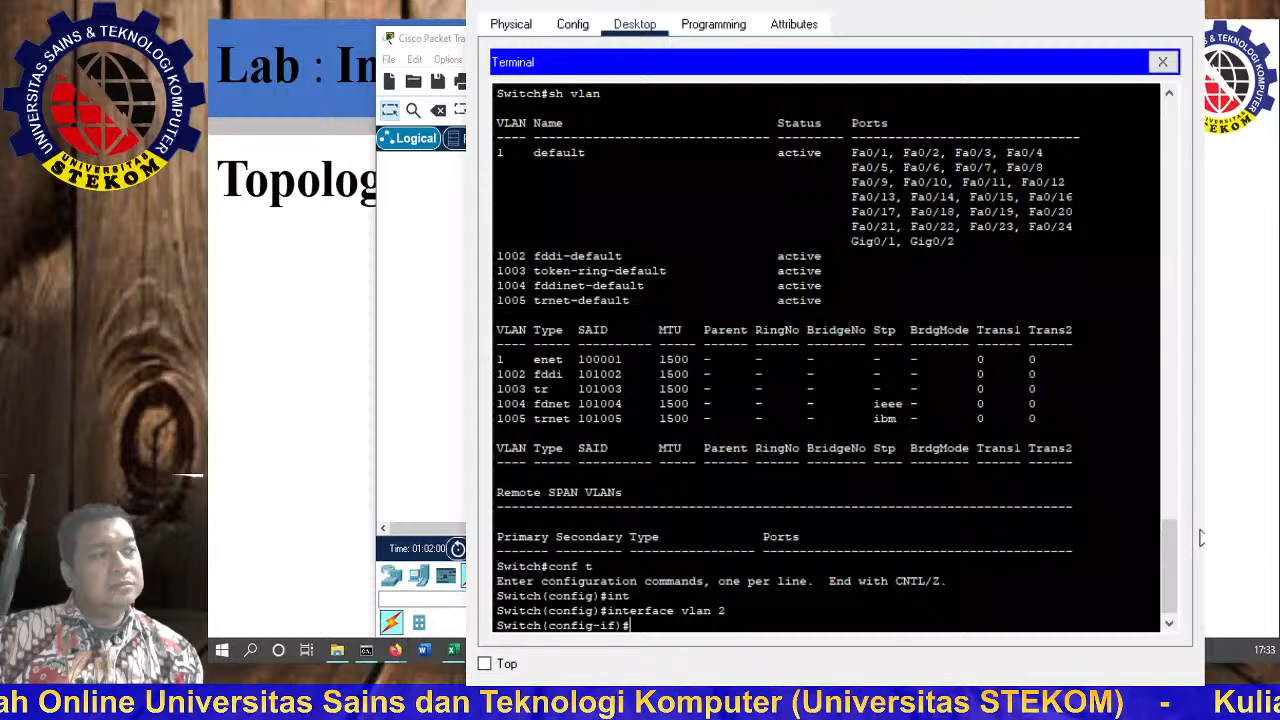 UNIVERSITAS SAINS & TEKNOLOGI KOMPUTER
UNIVERSITAS
STEKOM
Lab : In
Topolog
Cisco Packet Tra
File Edit Options
Logical
Time: 01:02:00
Physical Config Desktop Programming Attributes
Terminal
Switch#sh vlan
VLAN Name Status Ports
---- -------------------------------- --------- -------------------------------
1 default active Fa0/1, Fa0/2, Fa0/3, Fa0/4
Fa0/5, Fa0/6, Fa0/7, Fa0/8
Fa0/9, Fa0/10, Fa0/11, Fa0/12
Fa0/13, Fa0/14, Fa0/15, Fa0/16
Fa0/17, Fa0/18, Fa0/19, Fa0/20
Fa0/21, Fa0/22, Fa0/23, Fa0/24
Gig0/1, Gig0/2
1002 fddi-default active
1003 token-ring-default active
1004 fddinet-default active
1005 trnet-default active
VLAN Type SAID MTU Parent RingNo BridgeNo Stp BrdgMode Trans1 Trans2
---- ----- ---------- ----- ------ ------ -------- ---- -------- ------ ------
1 enet 100001 1500 - - - - - 0 0
1002 fddi 101002 1500 - - - - - 0 0
1003 tr 101003 1500 - - - - - 0 0
1004 fdnet 101004 1500 - - - ieee - 0 0
1005 trnet 101005 1500 - - - ibm - 0 0
VLAN Type SAID MTU Parent RingNo BridgeNo Stp BrdgMode Trans1 Trans2
---- ----- ---------- ----- ------ ------ -------- ---- -------- ------ ------
Remote SPAN VLANs
------------------------------------------------------------------------------
Primary Secondary Type Ports
------- --------- ----------------- ------------------------------------------
Switch#conf t
Enter configuration commands, one per line. End with CNTL/Z.
Switch(config)#int
Switch(config)#interface vlan 2
Switch(config-if)#
Top
17:33
ah Online Universitas Sains dan Teknologi Komputer (Universitas STEKOM) - Kulia